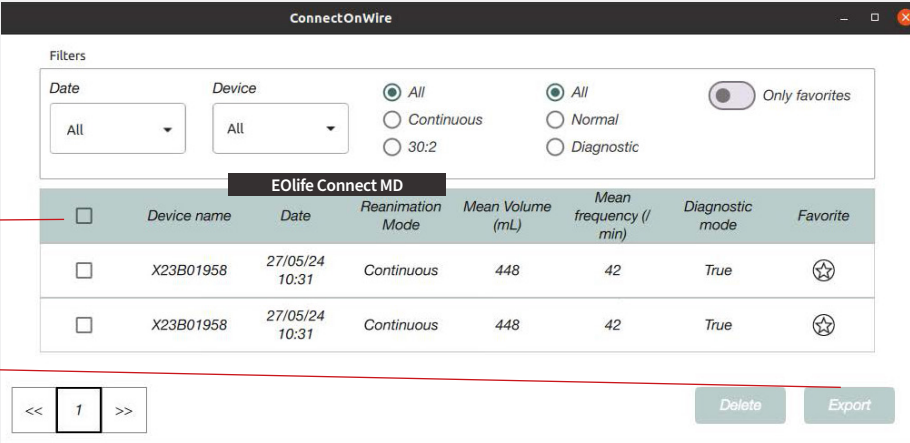 ConnectOnWire
Filters
Date
Device
All
All
All
Continuous
30:2
All
Normal
Diagnostic
Only favorites
EOlife Connect MD
Device name
Date
Reanimation
Mode
Mean Volume
(mL)
Mean
frequency (/
min)
Diagnostic
mode
Favorite
X23B01958
27/05/24
10:31
Continuous
448
42
True
X23B01958
27/05/24
10:31
Continuous
448
42
True
<<
1
>>
Delete
Export